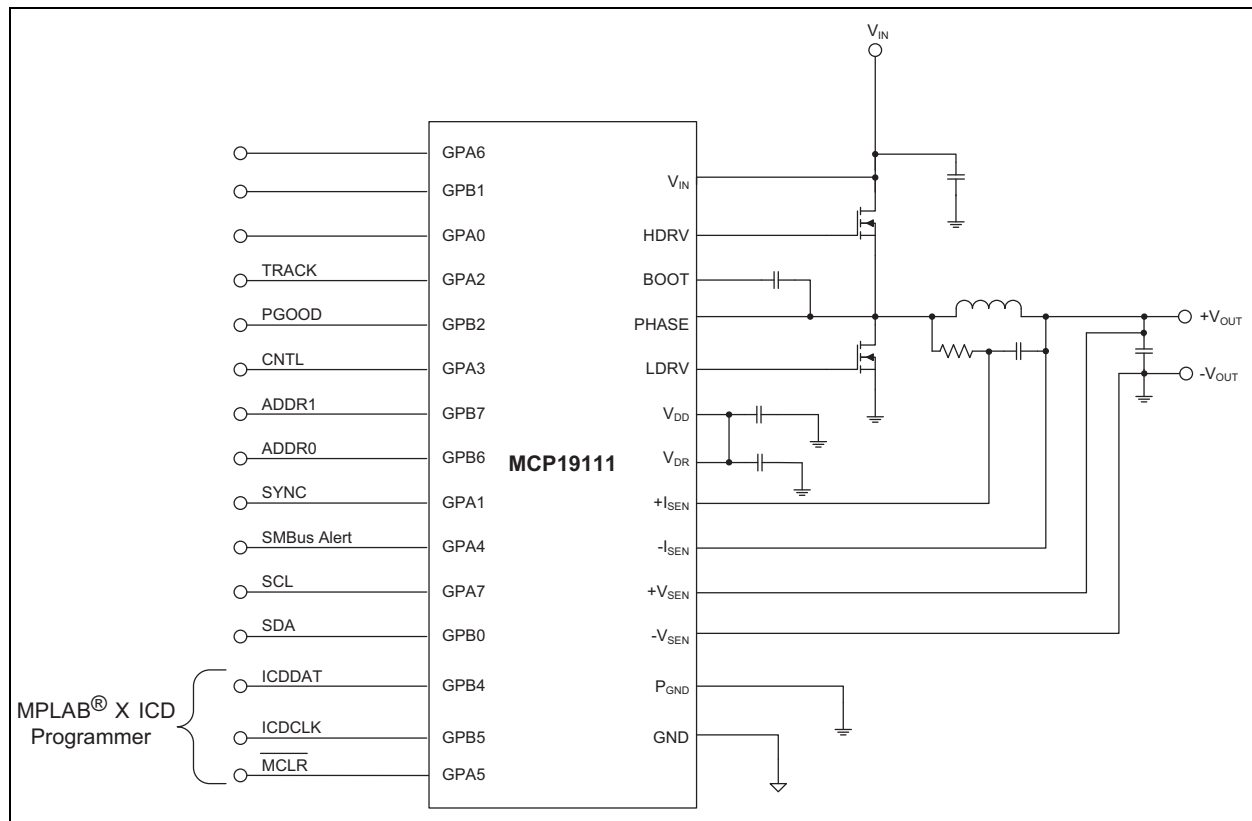 V_IN
GPA6
GPB1
GPA0
TRACK GPA2
PGOOD GPB2
CNTL GPA3
ADDR1 GPB7
ADDR0 GPB6
SYNC GPA1
SMBus Alert GPA4
SCL GPA7
SDA GPB0
ICDDAT GPB4
ICDCLK GPB5
MCLR GPA5
MPLAB® X ICD
Programmer
MCP19111
V_IN
HDRV
BOOT
PHASE
LDRV
V_DD
V_DR
+I_SEN
-I_SEN
+V_SEN
-V_SEN
P_GND
GND
+V_OUT
-V_OUT